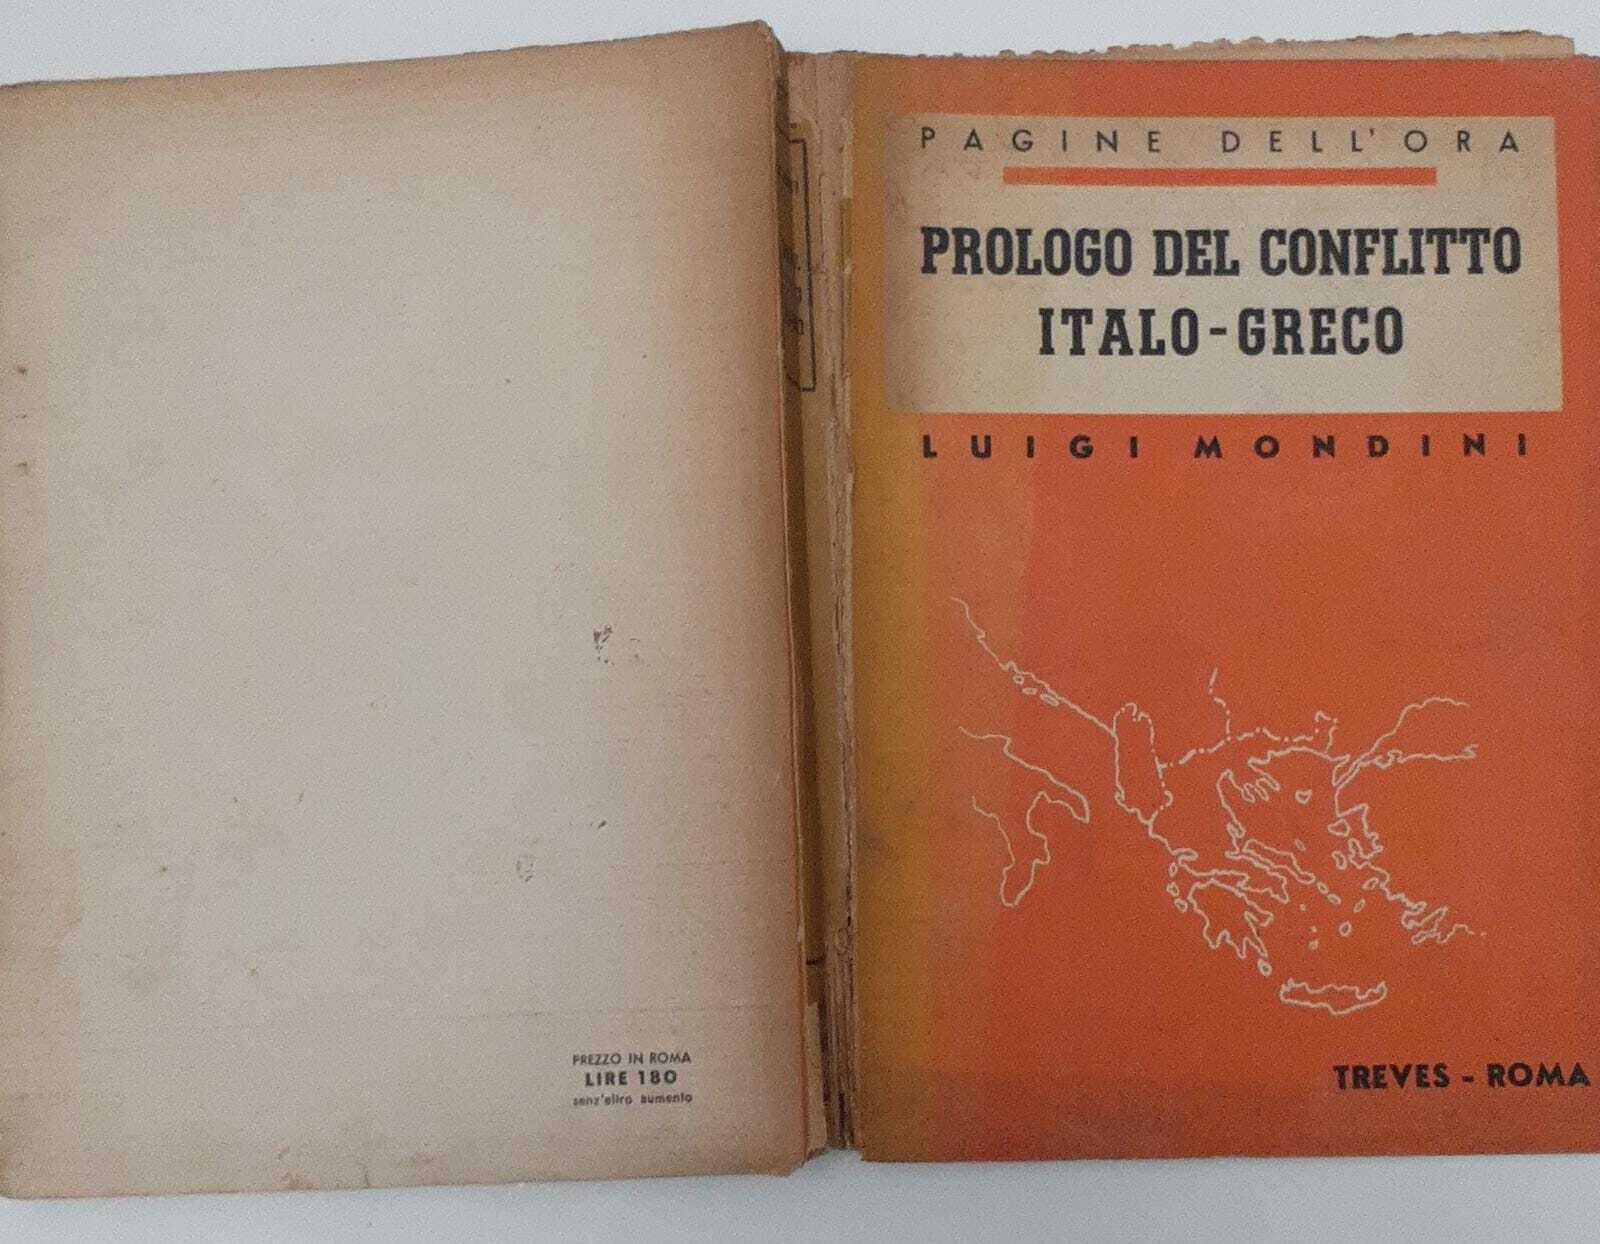 PREZZO IN ROMA
LIRE 180
senz'altro aumento
PAGINE DELL'ORA
PROLOGO DEL CONFLITTO
ITALO-GRECO
LUIGI MONDINI
TREVES - ROMA